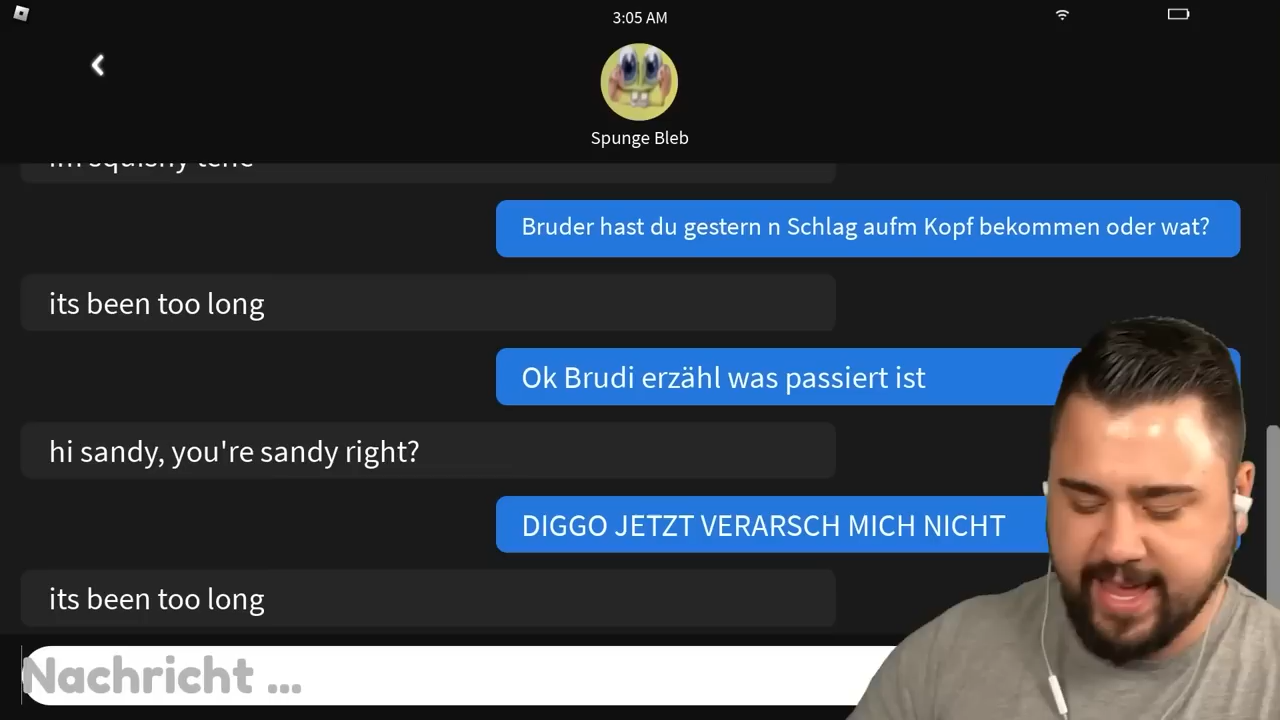 3:05 AM
Spunge Bleb
Bruder hast du gestern n Schlag aufm Kopf bekommen oder wat?
its been too long
Ok Brudi erzähl was passiert ist
hi sandy, you're sandy right?
DIGGO JETZT VERARSCH MICH NICHT
its been too long
Nachricht ...